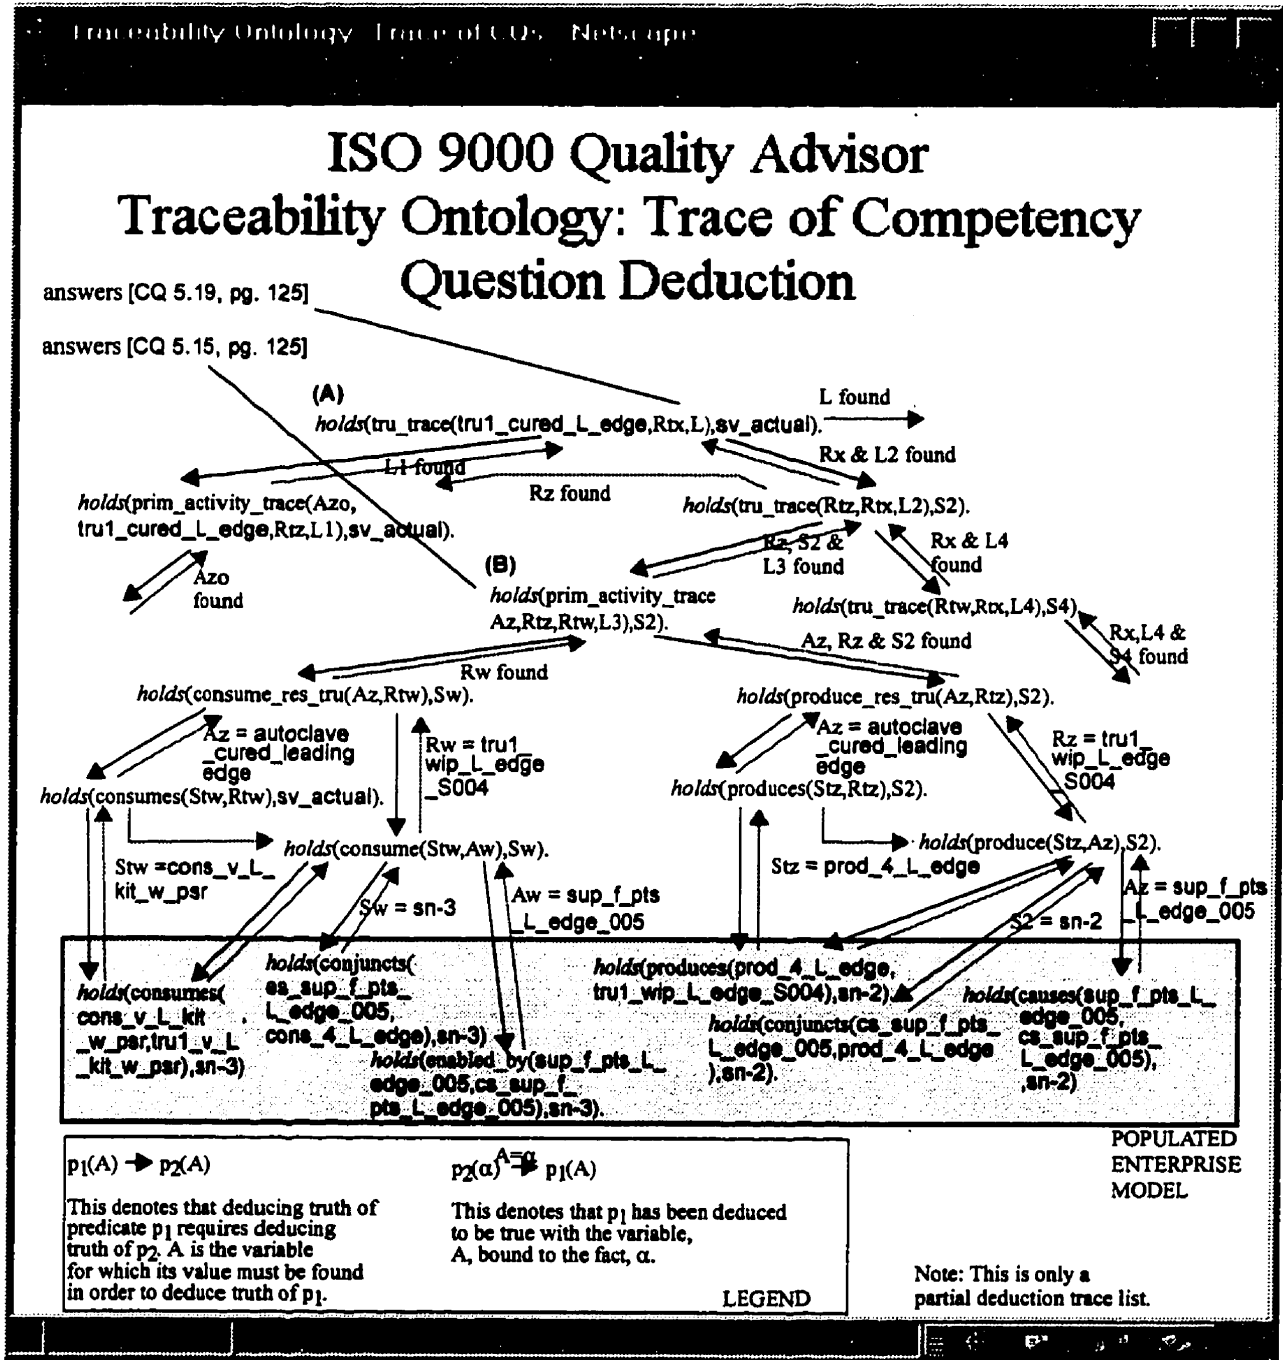 Traceability Ontology Trace of CQs Netscape
ISO 9000 Quality Advisor
Traceability Ontology: Trace of Competency
Question Deduction
answers [CQ 5.19, pg. 125]
answers [CQ 5.15, pg. 125]
(A)
L found
holds(tru_trace(tru1_cured_L_edge,Rtx,L),sv_actual).
L1 found
Rx & L2 found
Rz found
holds(prim_activity_trace(Azo,
tru1_cured_L_edge,Rtz,L1),sv_actual).
holds(tru_trace(Rtz,Rtx,L2),S2).
Azo
found
Rz, S2 &
L3 found
Rx & L4
found
(B)
holds(prim_activity_trace
Az,Rtz,Rtw,L3),S2).
holds(tru_trace(Rtw,Rtx,L4),S4)
Rw found
Az, Rz & S2 found
Rx,L4 &
S4 found
holds(consume_res_tru(Az,Rtw),Sw).
holds(produce_res_tru(Az,Rtz),S2).
Az = autoclave
_cured_leading
edge
Rw = tru1_
wip_L_edge
_S004
Az = autoclave
_cured_leading
edge
Rz = tru1_
wip_L_edge
_S004
holds(consumes(Stw,Rtw),sv_actual).
holds(produces(Stz,Rtz),S2).
holds(consume(Stw,Aw),Sw).
holds(produce(Stz,Az),S2).
Stw =cons_v_L_
kit_w_psr
Sw = sn-3
Aw = sup_f_pts
_L_edge_005
Stz = prod_4_L_edge
S2 = sn-2
Az = sup_f_pts
_L_edge_005
holds(consumes(
cons_v_L_kit
_w_psr,tru1_v_L
_kit_w_psr),sn-3)
holds(conjuncts(
es_sup_f_pts_
L_edge_005,
cons_4_L_edge),sn-3)
holds(enabled_by(sup_f_pts_L_
edge_005,cs_sup_f_
pts_L_edge_005),sn-3).
holds(produces(prod_4_L_edge,
tru1_wip_L_edge_S004),sn-2).
holds(conjuncts(cs_sup_f_pts_
L_edge_005,prod_4_L_edge
),sn-2).
holds(causes(sup_f_pts_L_
edge_005,
cs_sup_f_pts_
L_edge_005),
,sn-2)
POPULATED
ENTERPRISE
MODEL
p1(A) → p2(A)
This denotes that deducing truth of
predicate p1 requires deducing
truth of p2. A is the variable
for which its value must be found
in order to deduce truth of p1.
A=α
p2(α) → p1(A)
This denotes that p1 has been deduced
to be true with the variable,
A, bound to the fact, α.
LEGEND
Note: This is only a
partial deduction trace list.